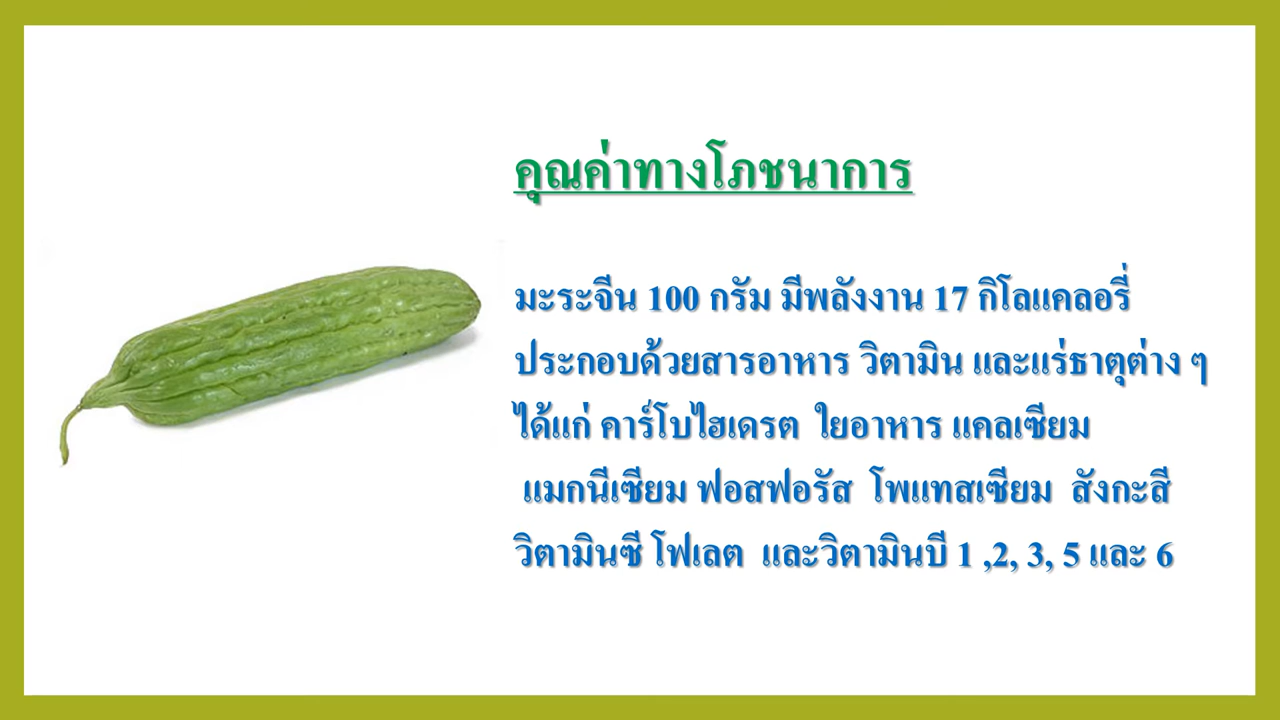 คุณค่าทางโภชนาการ
มะระจีน 100 กรัม มีพลังงาน 17 กิโลแคลอรี่
ประกอบด้วยสารอาหาร วิตามิน และแร่ธาตุต่าง ๆ
ได้แก่ คาร์โบไฮเดรต ใยอาหาร แคลเซียม
แมกนีเซียม ฟอสฟอรัส โพแทสเซียม สังกะสี
วิตามินซี โฟเลต และวิตามินบี 1 ,2, 3, 5 และ 6